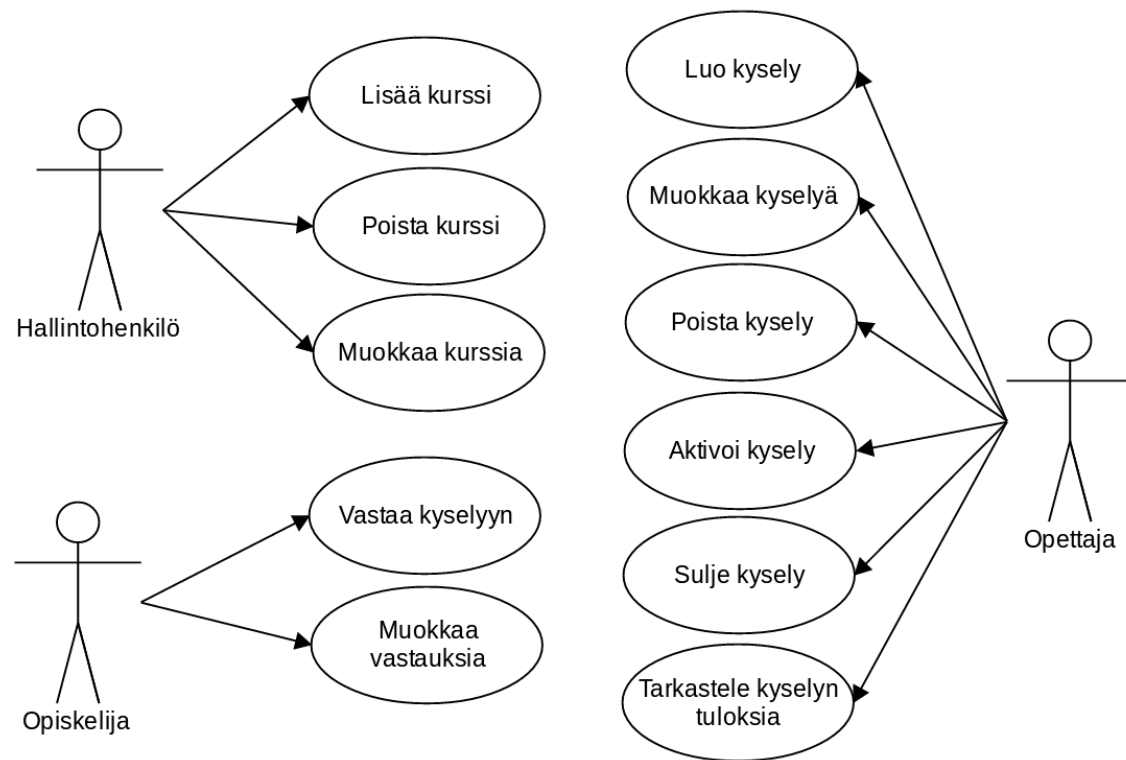 Lisää kurssi
Poista kurssi
Muokkaa kurssia
Hallintohenkilö
Vastaa kyselyyn
Muokkaa
vastauksia
Opiskelija
Luo kysely
Muokkaa kyselyä
Poista kysely
Aktivoi kysely
Sulje kysely
Tarkastele kyselyn
tuloksia
Opettaja